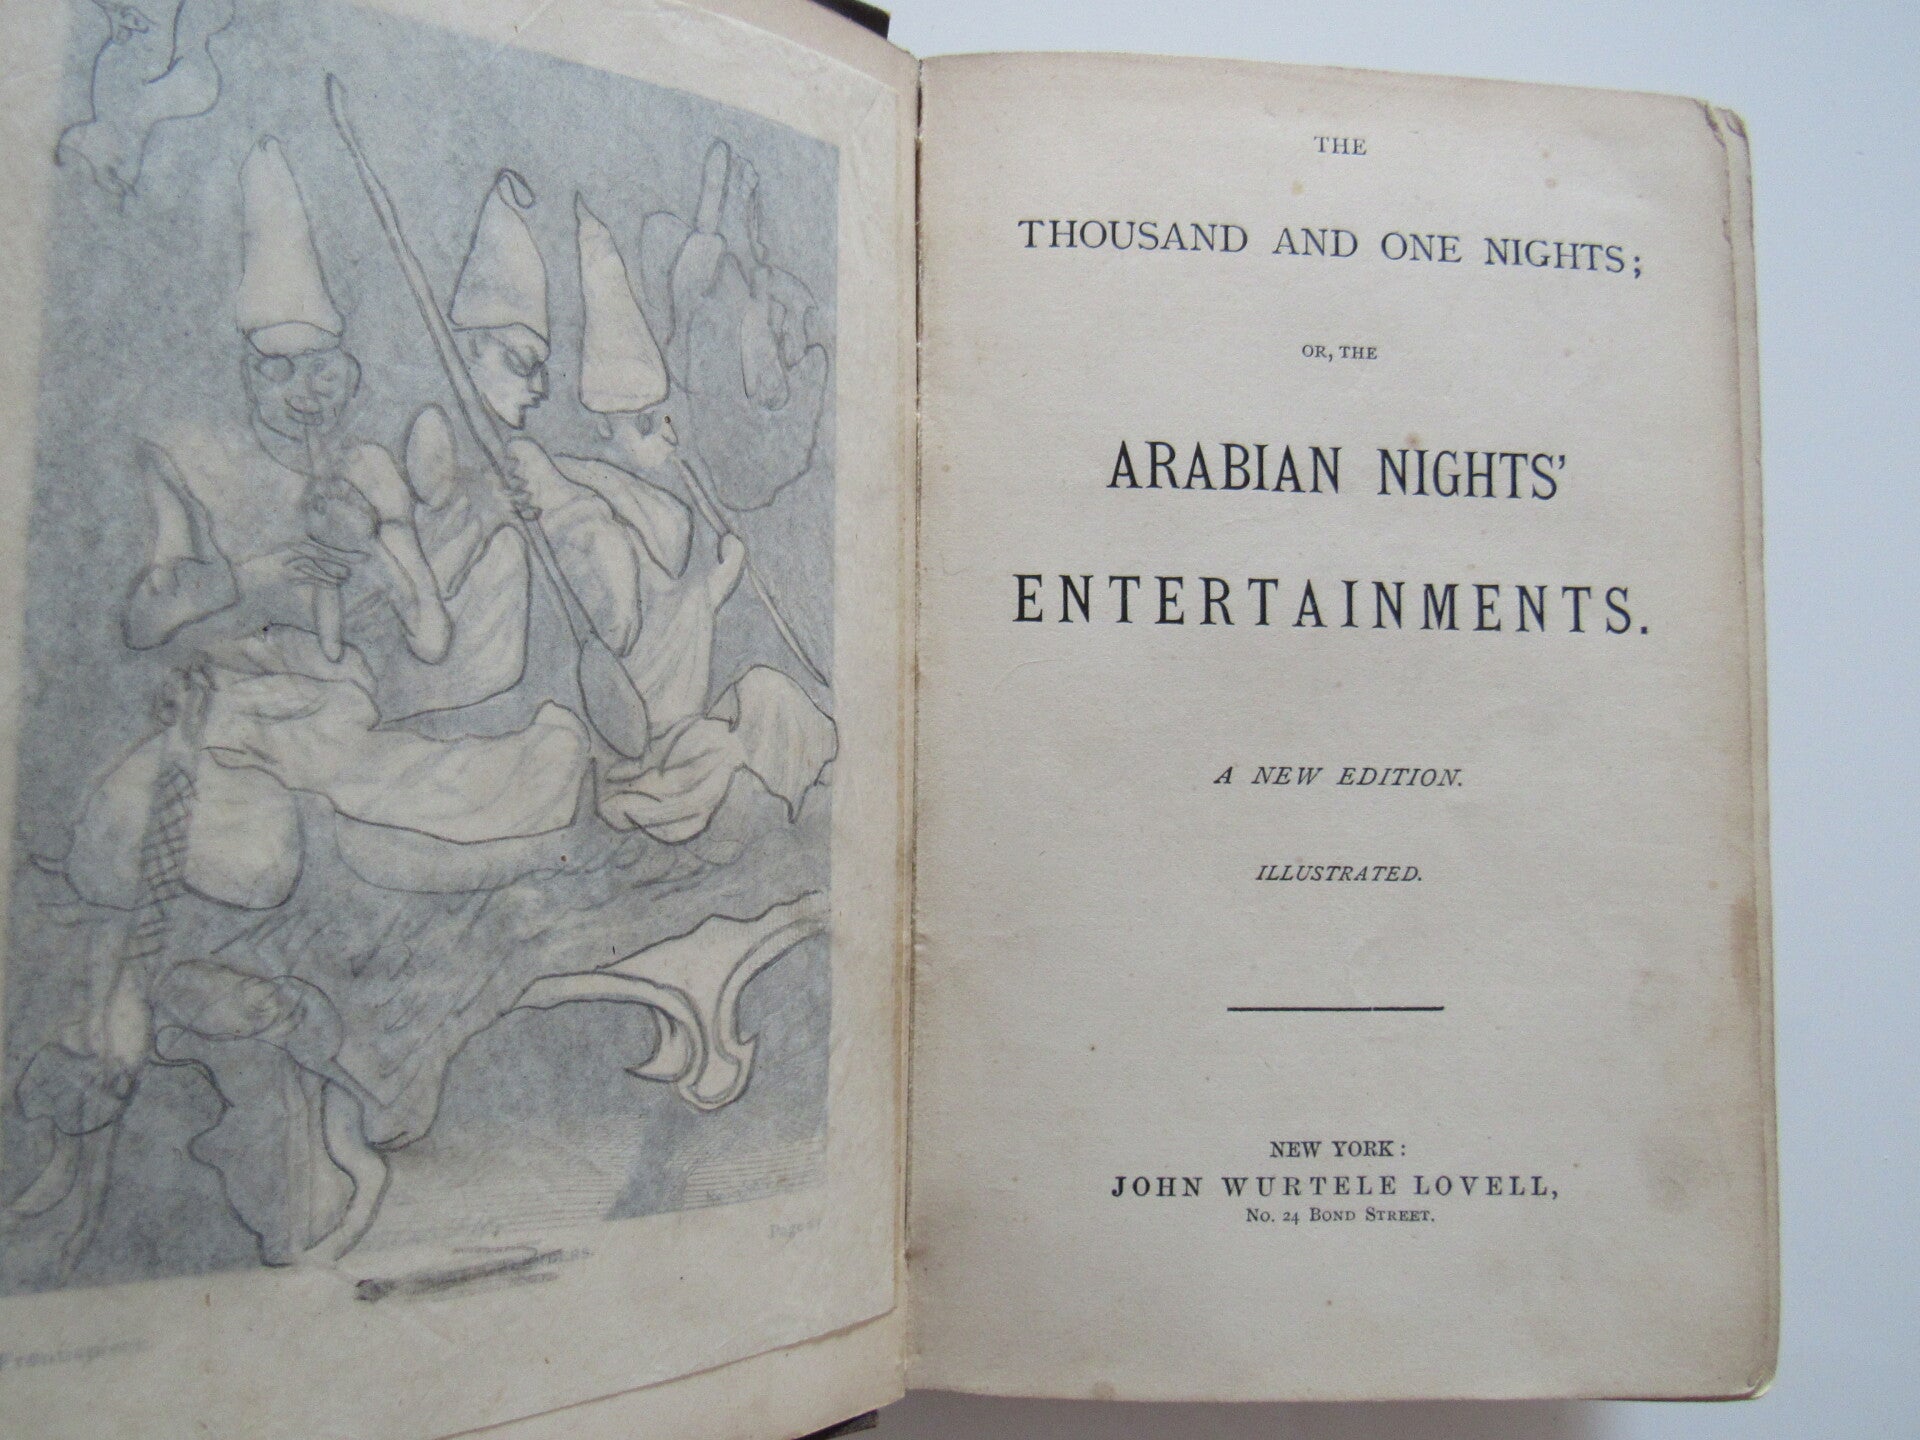 THE
THOUSAND AND ONE NIGHTS;
OR, THE
ARABIAN NIGHTS'
ENTERTAINMENTS.
A NEW EDITION.
ILLUSTRATED.
NEW YORK:
JOHN WURTELE LOVELL,
No. 24 BOND STREET.
Frontispiece.